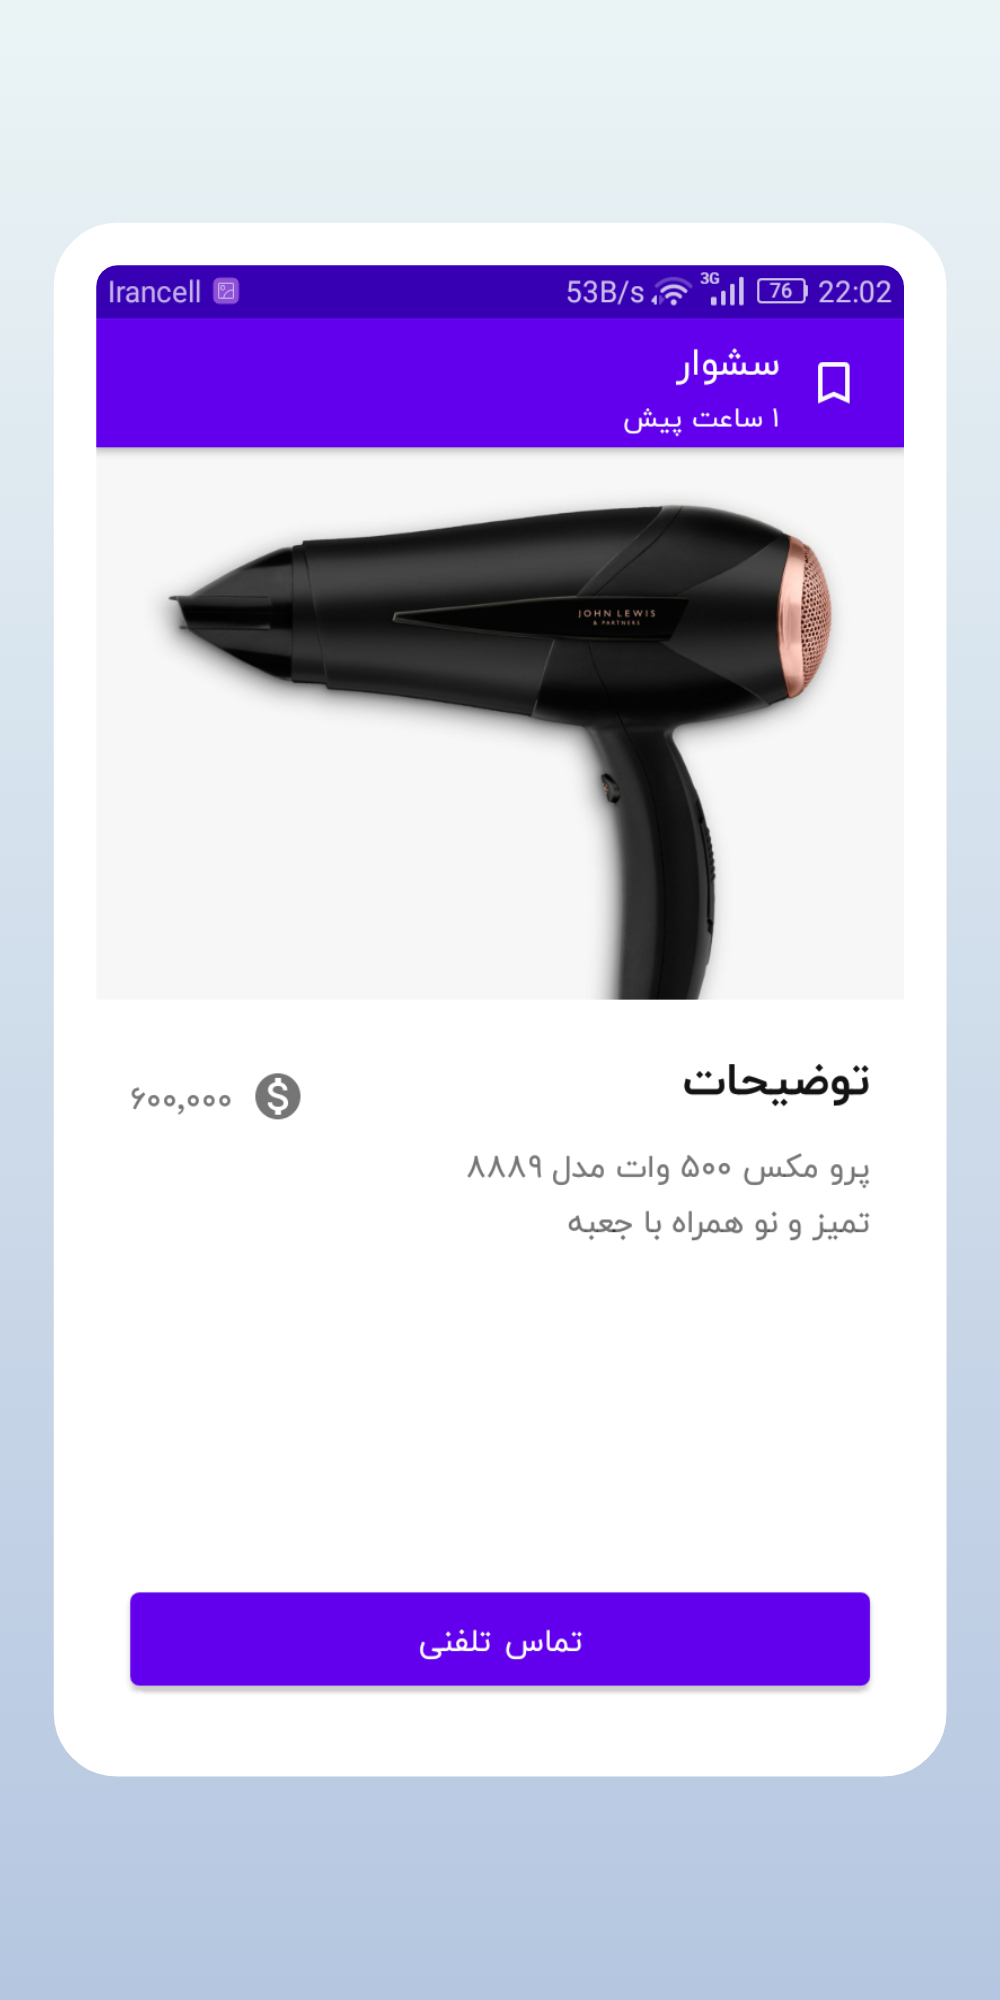 Irancell 53B/s 3G 76 22:02
سشوار
۱ ساعت پیش
JOHN LEWIS
& PARTNERS
توضیحات
$ ۶۰۰,۰۰۰
پرو مکس ۵۰۰ وات مدل ۸۸۸۹
تمیز و نو همراه با جعبه
تماس تلفنی